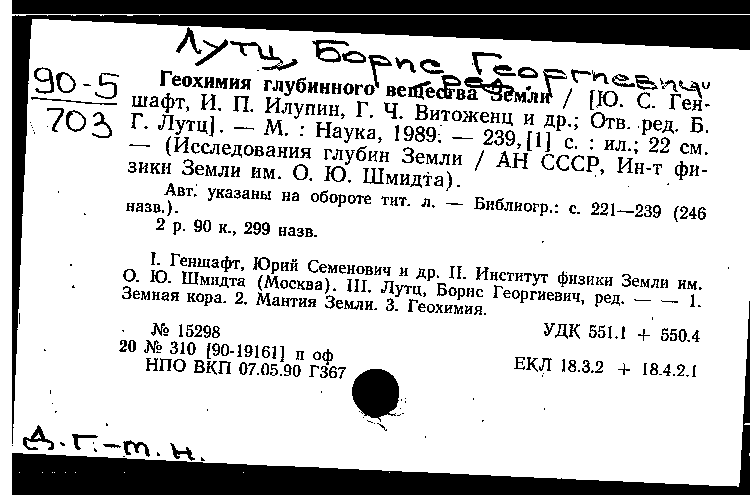 Лутц, Борис Георгиевич
ред.
90-5
703
Геохимия глубинного вещества Земли / [Ю. С. Ген-
шафт, И. П. Илупин, Г. Ч. Витоженц и др.; Отв. ред. Б.
Г. Лутц]. — М. : Наука, 1989. — 239,[1] с. : ил.; 22 см.
— (Исследования глубин Земли / АН СССР, Ин-т фи-
зики Земли им. О. Ю. Шмидта).
Авт. указаны на обороте тит. л. — Библиогр.: с. 221—239 (246
назв.).
2 р. 90 к., 299 назв.
I. Геншафт, Юрий Семенович и др. II. Институт физики Земли им.
О. Ю. Шмидта (Москва). III. Лутц, Борис Георгиевич, ред. — — 1.
Земная кора. 2. Мантия Земли. 3. Геохимия.
УДК 551.1 + 550.4
№ 15298
20 № 310 [90-19161] п оф
НПО ВКП 07.05.90 Г367
ЕКЛ 18.3.2 + 18.4.2.1
Д.Г.-м.н.